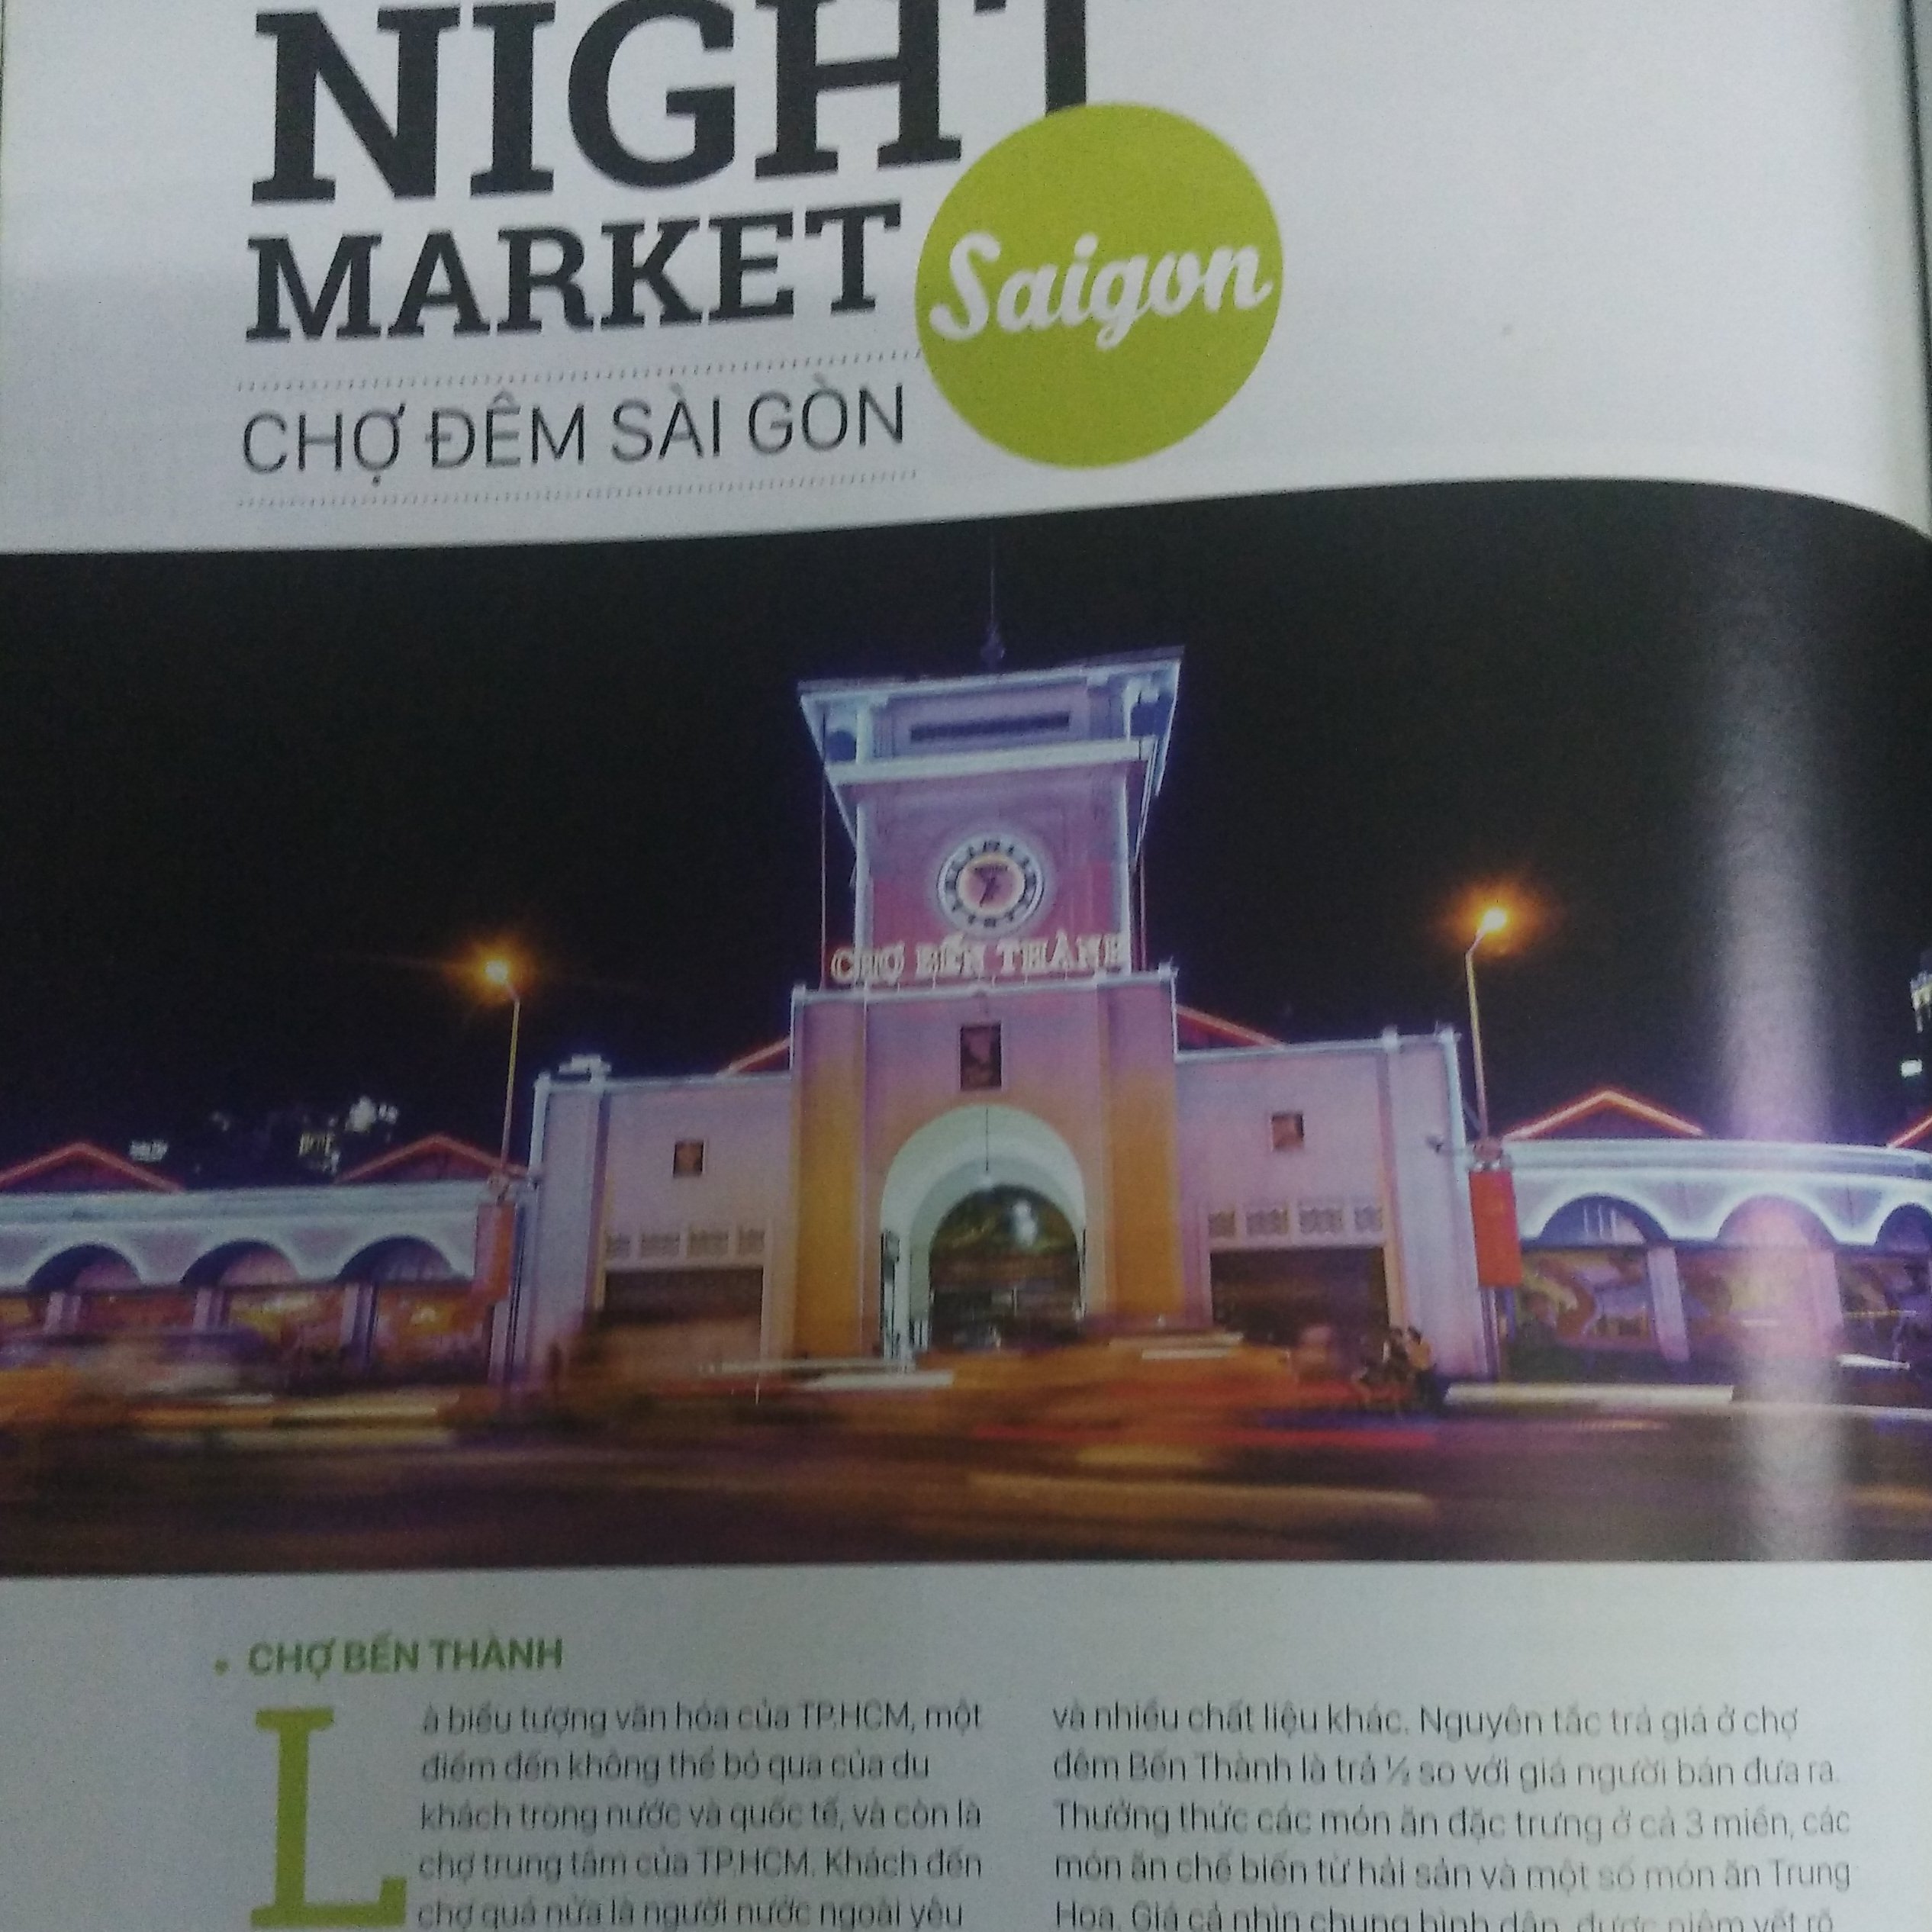 NIGHT
MARKET
Saigon
CHỢ ĐÊM SÀI GÒN
CHỢ BẾN THÀNH
• CHỢ BẾN THÀNH
Là biểu tượng văn hóa của TP.HCM, một
điểm đến không thể bỏ qua của du
khách trong nước và quốc tế, và còn là
chợ trung tâm của TP.HCM. Khách đến
chợ quá nửa là người nước ngoài yêu
và nhiều chất liệu khác. Nguyên tắc trả giá ở chợ
đêm Bến Thành là trả ½ so với giá người bán đưa ra.
Thưởng thức các món ăn đặc trưng ở cả 3 miền, các
món ăn chế biến từ hải sản và một số món ăn Trung
Hoa. Giá cả nhìn chung bình dân, được niêm yết rõ